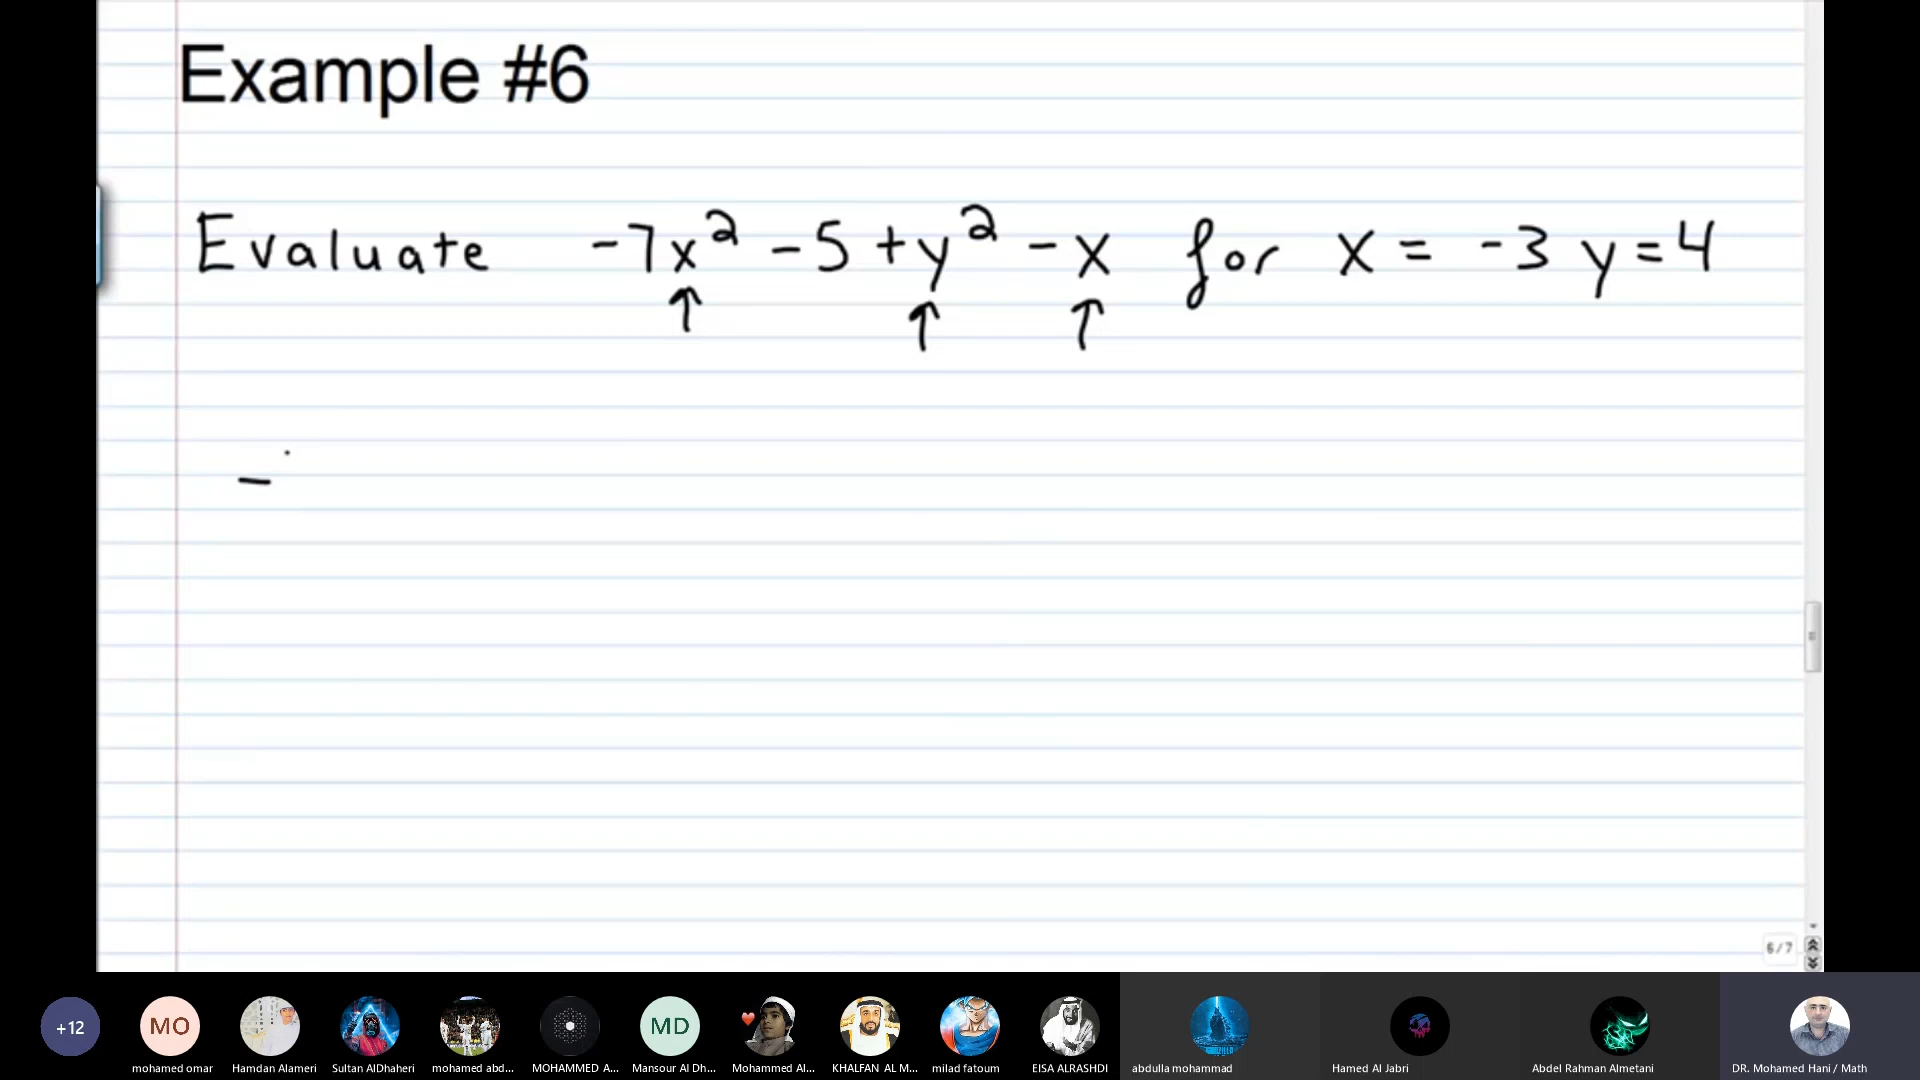 Example #6
Evaluate -7x² - 5 + y² - x for x = -3 y = 4
-
6/7
+12 MO MD
mohamed omar Hamdan Alameri Sultan AlDhaheri mohamed abd... MOHAMMED A... Mansour Al Dh... Mohammed Al... KHALFAN AL M... milad fatoum EISA ALRASHDI abdulla mohammad Hamed Al Jabri Abdel Rahman Almetani DR. Mohamed Hani / Math